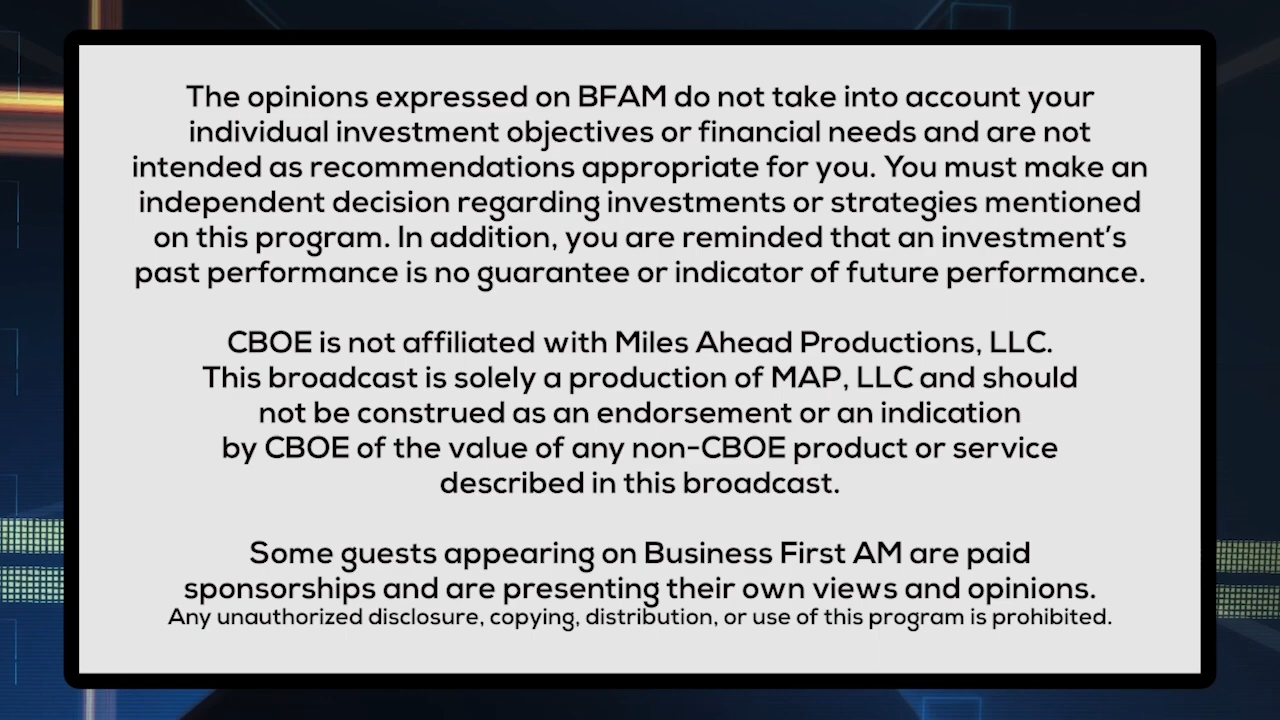 The opinions expressed on BFAM do not take into account your
individual investment objectives or financial needs and are not
intended as recommendations appropriate for you. You must make an
independent decision regarding investments or strategies mentioned
on this program. In addition, you are reminded that an investment’s
past performance is no guarantee or indicator of future performance.
CBOE is not affiliated with Miles Ahead Productions, LLC.
This broadcast is solely a production of MAP, LLC and should
not be construed as an endorsement or an indication
by CBOE of the value of any non-CBOE product or service
described in this broadcast.
Some guests appearing on Business First AM are paid
sponsorships and are presenting their own views and opinions.
Any unauthorized disclosure, copying, distribution, or use of this program is prohibited.